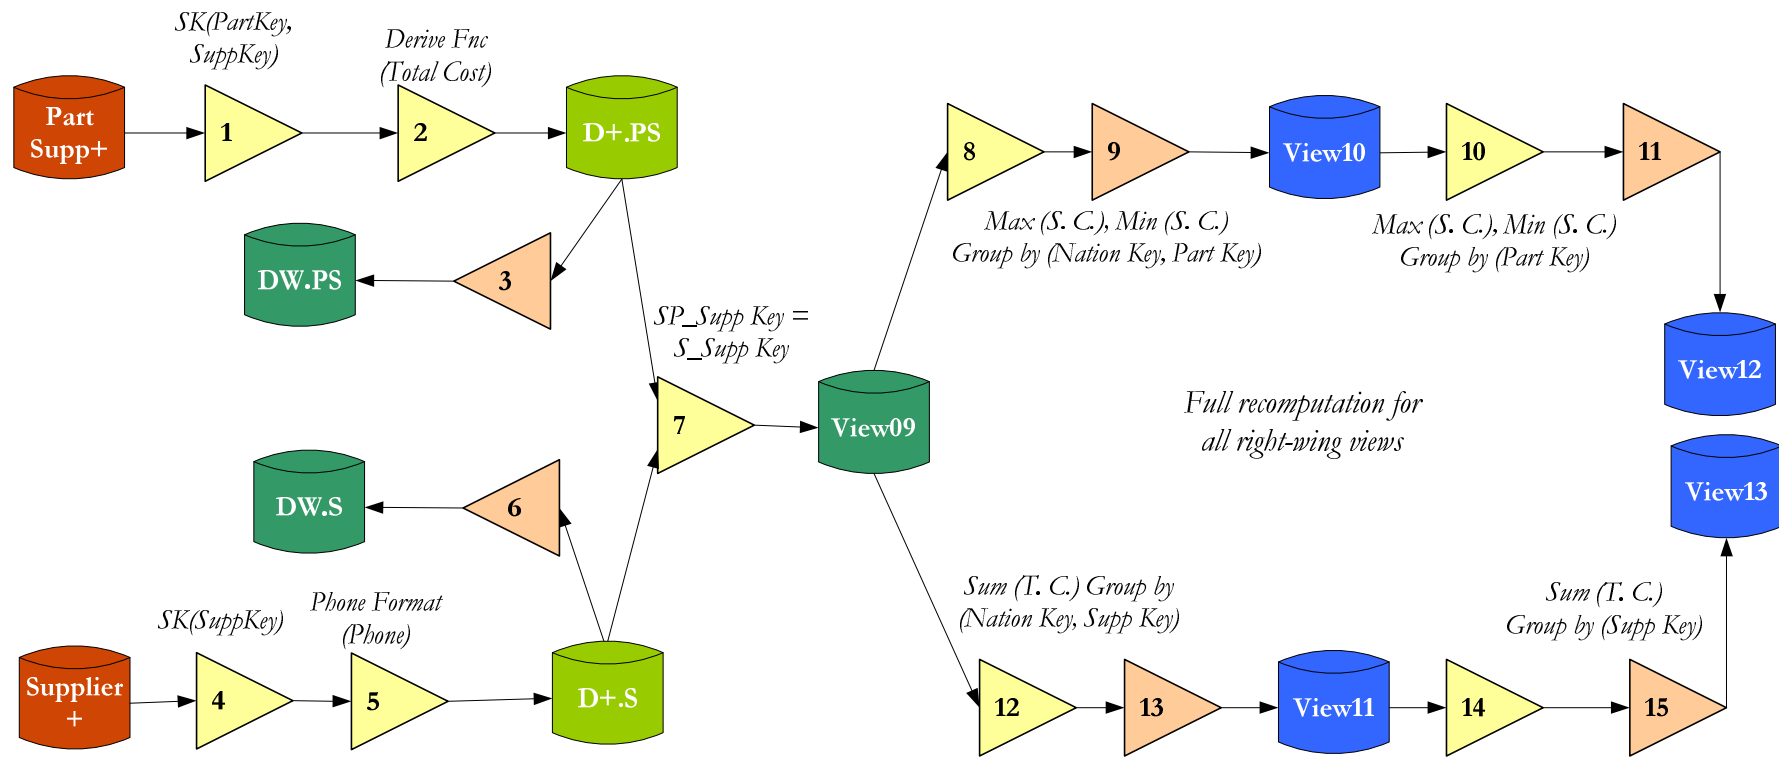 SK(PartKey,
SuppKey)
Derive Fnc
(Total Cost)
Part
Supp+
1
2
D+.PS
8
9
View10
10
11
Max (S. C.), Min (S. C.)
Group by (Nation Key, Part Key)
Max (S. C.), Min (S. C.)
Group by (Part Key)
DW.PS
3
SP_Supp Key =
S_Supp Key
View12
7
View09
Full recomputation for
all right-wing views
View13
DW.S
6
SK(SuppKey)
Phone Format
(Phone)
Sum (T. C.) Group by
(Nation Key, Supp Key)
Sum (T. C.)
Group by (Supp Key)
Supplier
+
4
5
D+.S
12
13
View11
14
15